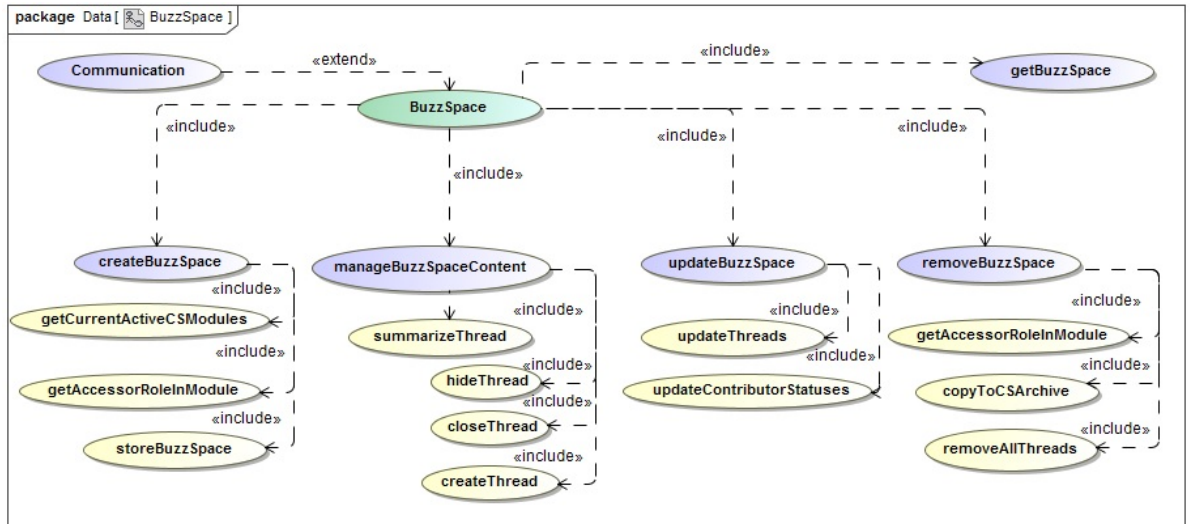 package Data [ BuzzSpace ]
Communication
«extend»
«include»
getBuzzSpace
BuzzSpace
«include»
«include»
«include»
«include»
createBuzzSpace
manageBuzzSpaceContent
updateBuzzSpace
removeBuzzSpace
«include»
«include»
«include»
«include»
getCurrentActiveCSModules
summarizeThread
updateThreads
getAccessorRoleInModule
«include»
«include»
«include»
hideThread
getAccessorRoleInModule
updateContributorStatuses
copyToCSArchive
«include»
«include»
closeThread
«include»
storeBuzzSpace
removeAllThreads
«include»
createThread